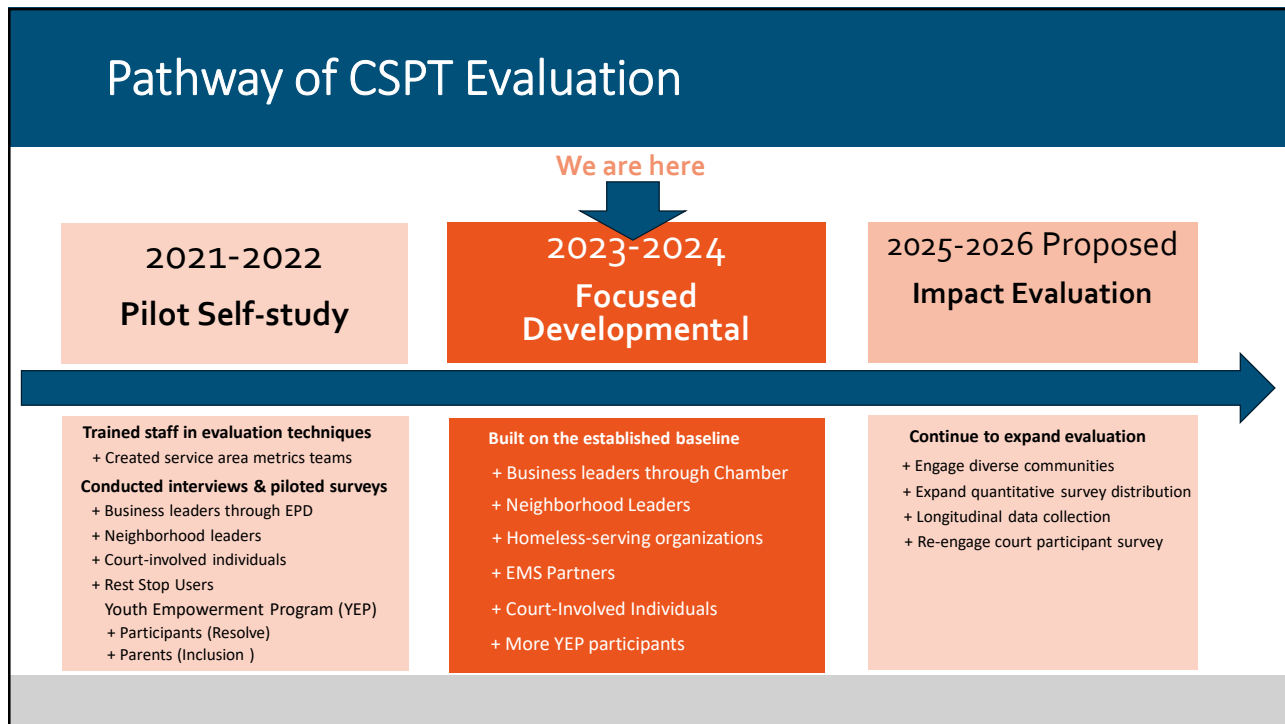 Pathway of CSPT Evaluation
We are here
2021-2022
Pilot Self-study
2023-2024
Focused
Developmental
2025-2026 Proposed
Impact Evaluation
Trained staff in evaluation techniques
+ Created service area metrics teams
Conducted interviews & piloted surveys
+ Business leaders through EPD
+ Neighborhood leaders
+ Court-involved individuals
+ Rest Stop Users
Youth Empowerment Program (YEP)
+ Participants (Resolve)
+ Parents (Inclusion )
Built on the established baseline
+ Business leaders through Chamber
+ Neighborhood Leaders
+ Homeless-serving organizations
+ EMS Partners
+ Court-Involved Individuals
+ More YEP participants
Continue to expand evaluation
+ Engage diverse communities
+ Expand quantitative survey distribution
+ Longitudinal data collection
+ Re-engage court participant survey